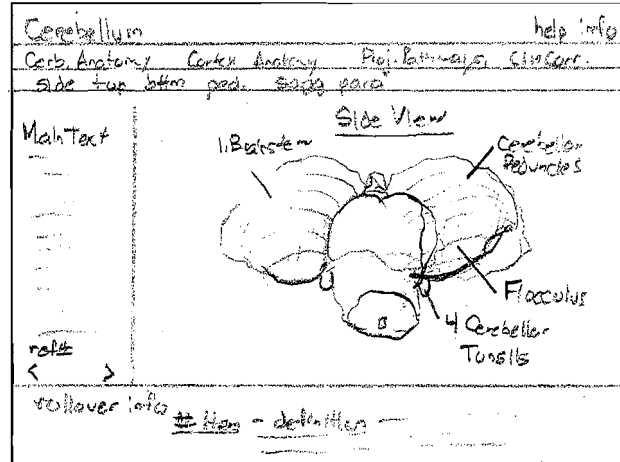 Cerebellum help info
Cerb. Anatomy Cortex Anatomy Proj. Pathways, Clin Corr.
side top bttm ped. sagg para
Side View
Main Text
1. Brainstem
Cerebellar
Peduncles
Flocculus
4 Cerebellar
Tonsils
ref#
< >
rollover info
# Item - definition -